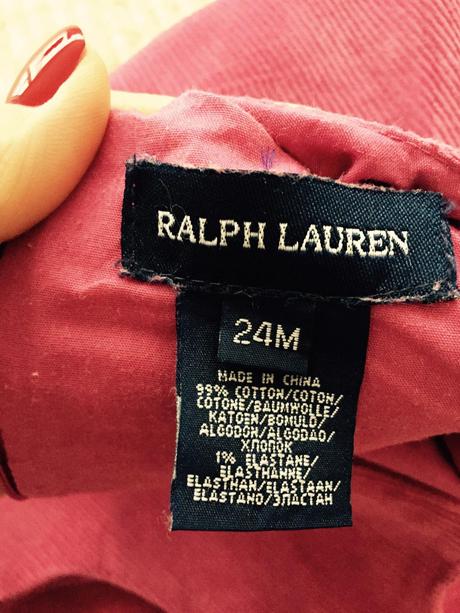 RALPH LAUREN
24M
MADE IN CHINA
99% COTTON/COTON/
COTONE/BAUMWOLLE/
KATOEN/BOMULD/
ALGODON/ALGODAO/
ХЛОПОК
1% ELASTANE/
ELASTHANNE/
ELASTHAN/ELASTAAN/
ELASTANO/ЭЛАСТАН